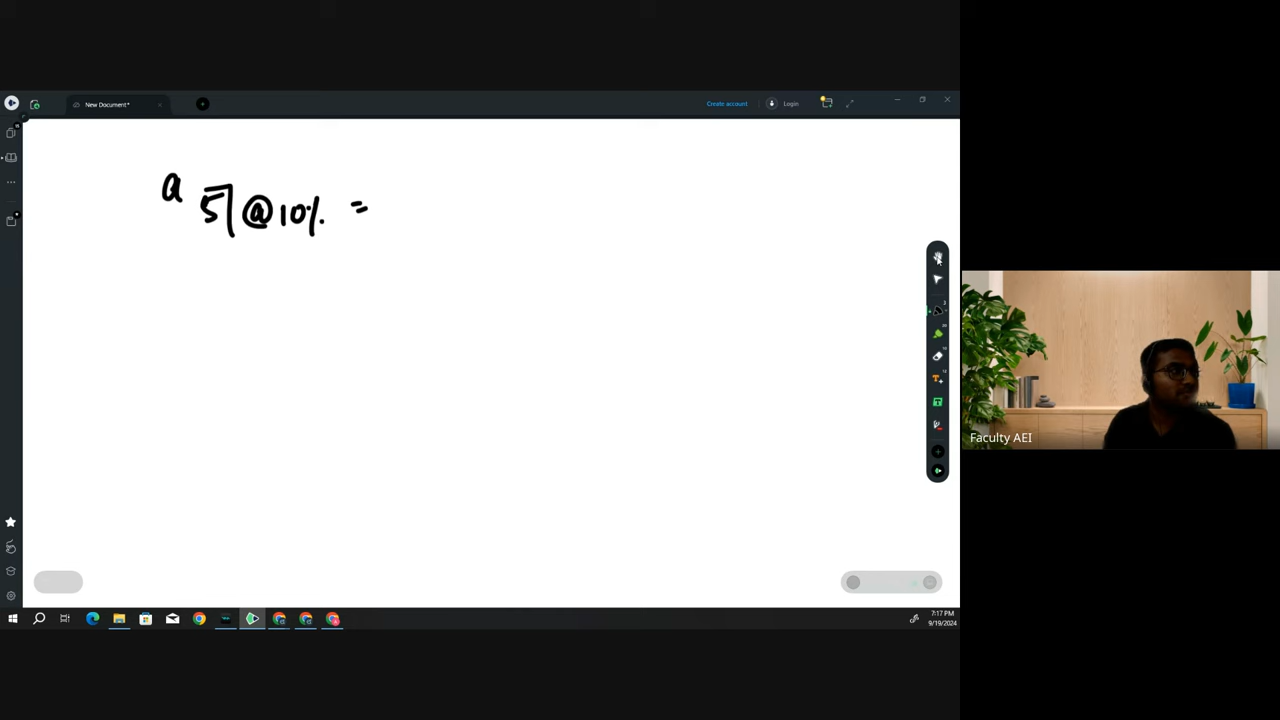 New Document*
Create account
Login
a 5̅| @10% =
Faculty AEI
7:17 PM
9/19/2024